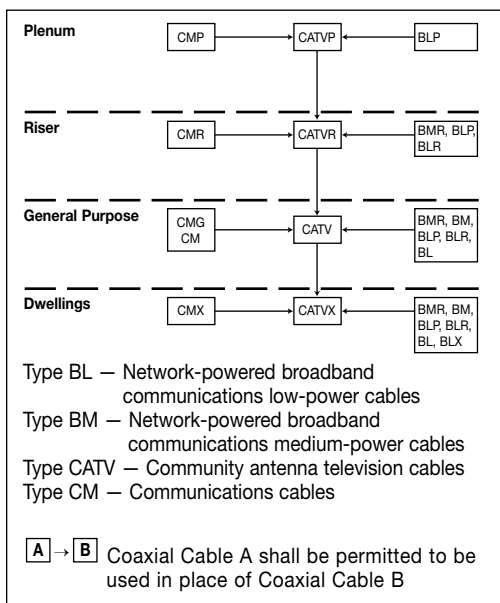 Plenum
CMP CATVP BLP
Riser
CMR CATVR BMR, BLP,
BLR
General Purpose
CMG
CM
CATV
BMR, BM,
BLP, BLR,
BL
Dwellings
CMX CATVX BMR, BM,
BLP, BLR,
BL, BLX
Type BL — Network-powered broadband
communications low-power cables
Type BM — Network-powered broadband
communications medium-power cables
Type CATV — Community antenna television cables
Type CM — Communications cables
A → B Coaxial Cable A shall be permitted to be
used in place of Coaxial Cable B